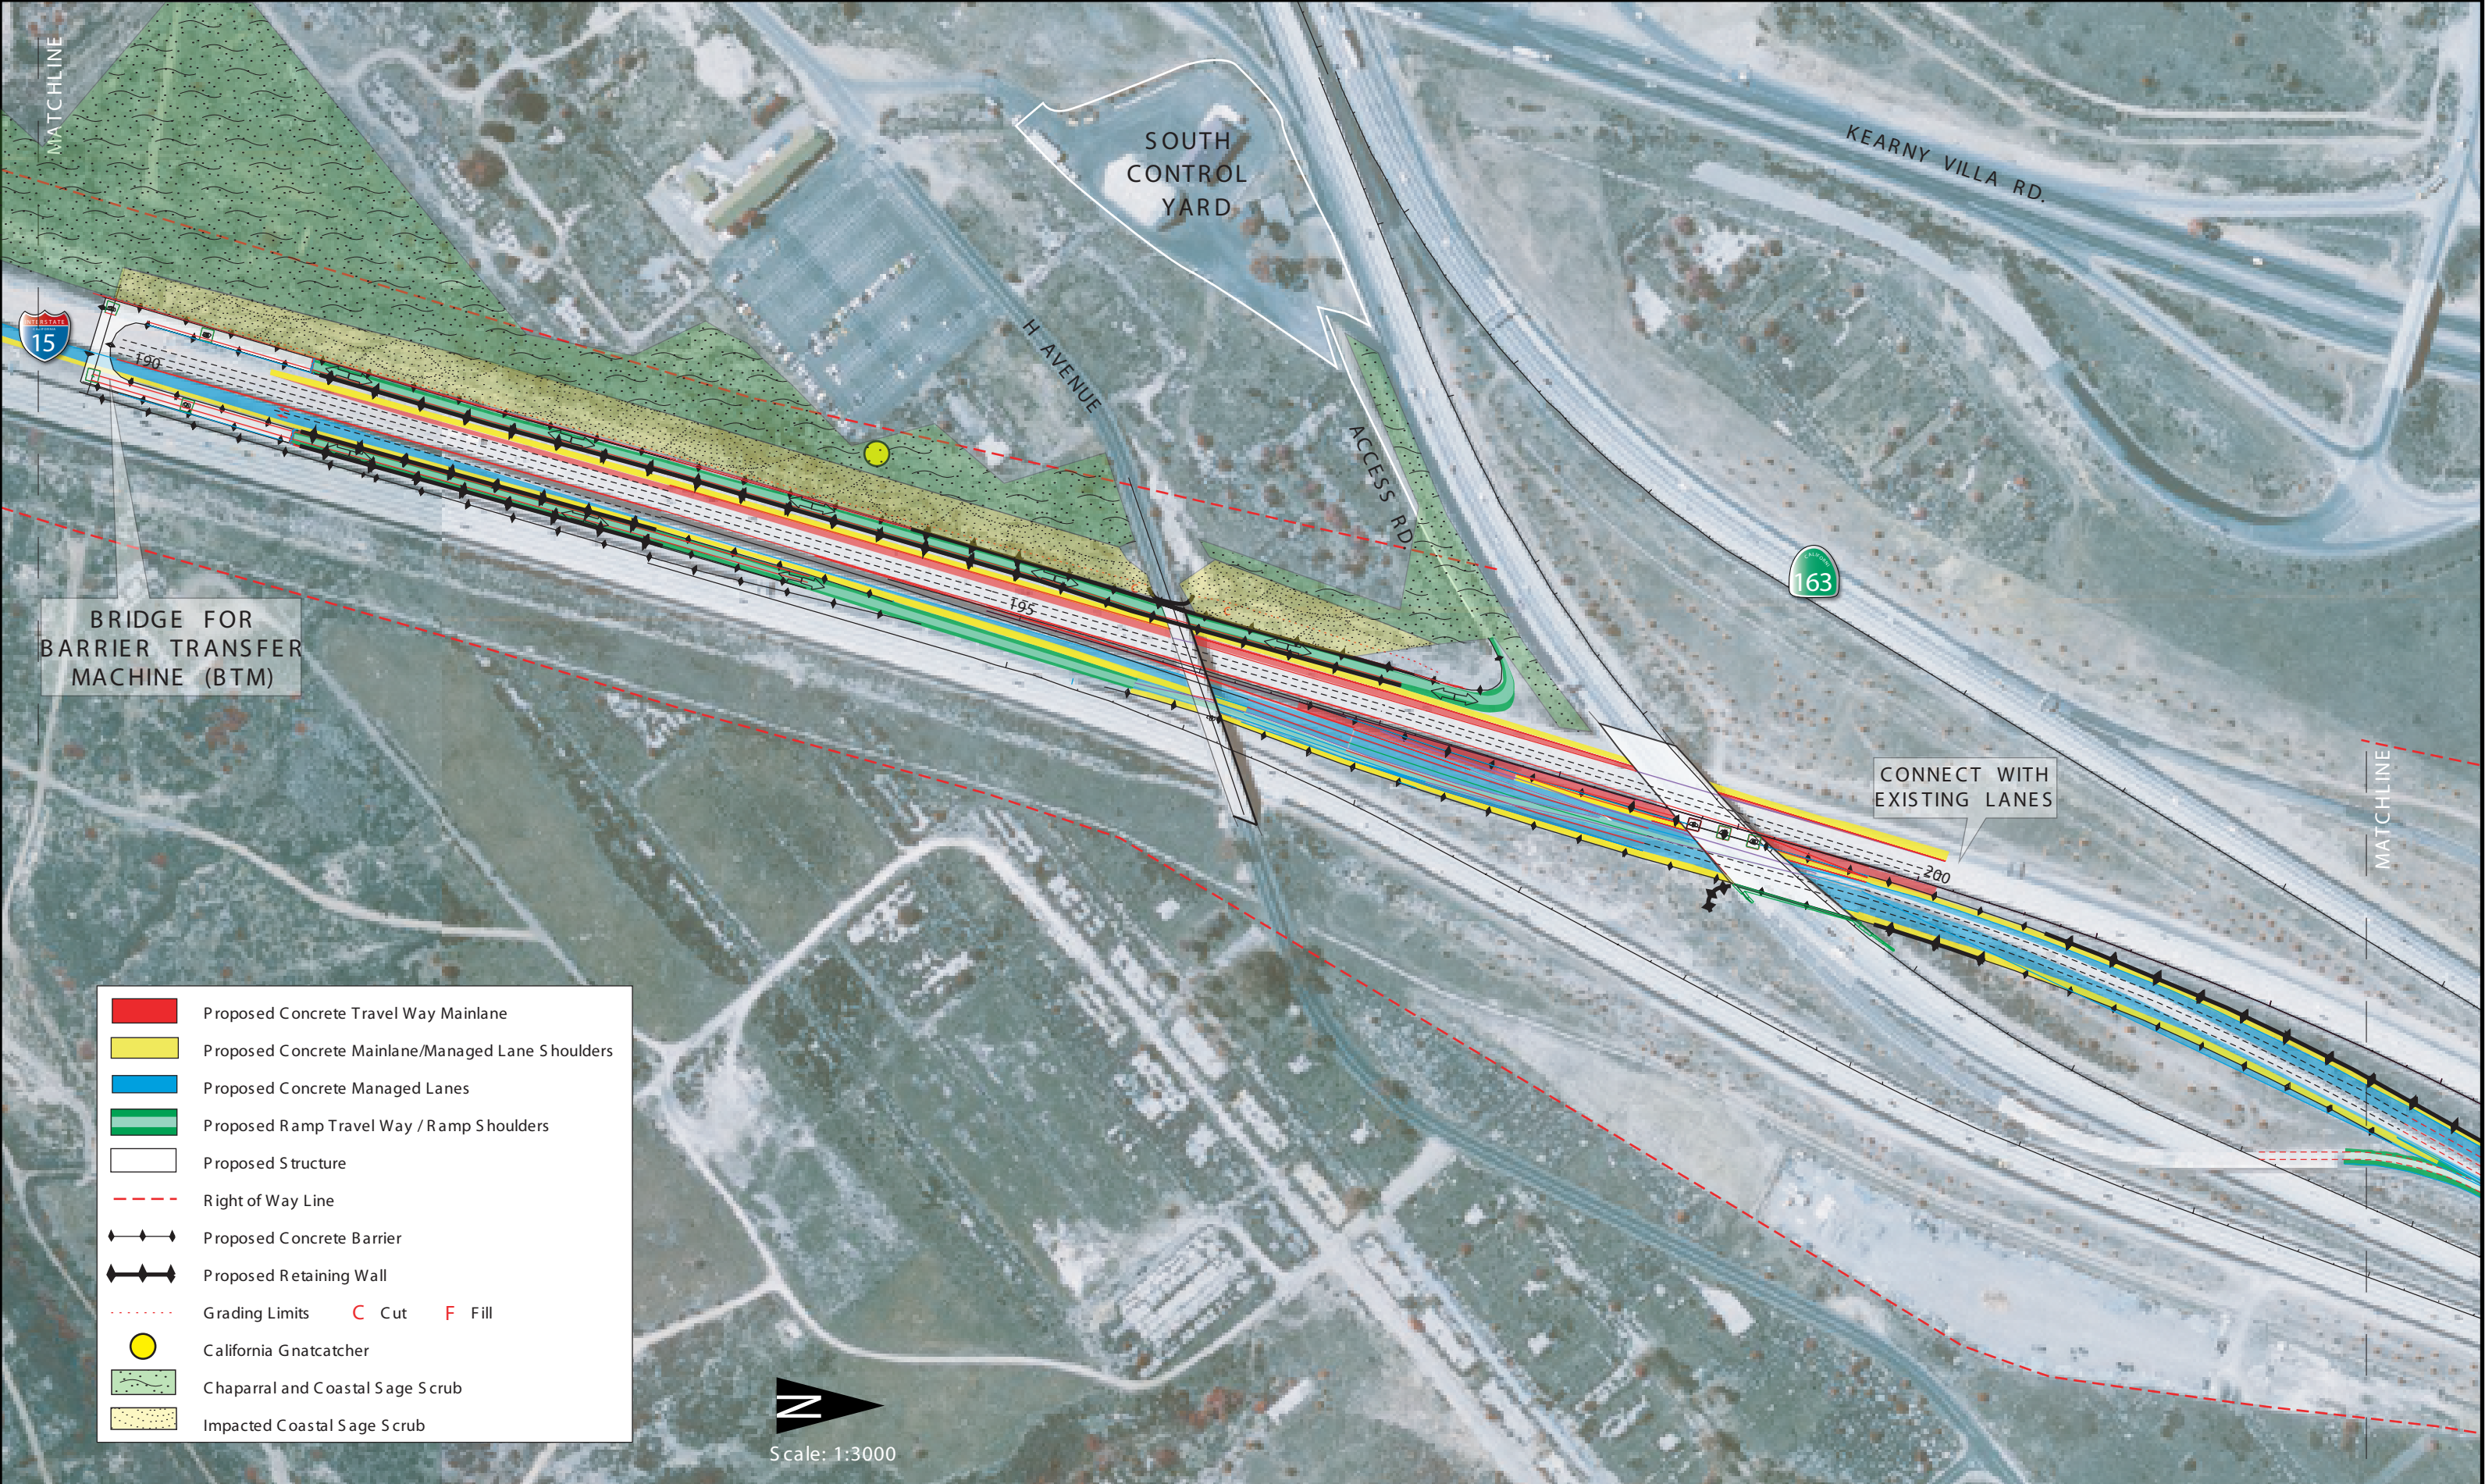 MATCHLINE
SOUTH
CONTROL
YARD
KEARNY VILLA RD.
INTERSTATE
CALIFORNIA
15
190
H AVENUE
ACCESS RD
CALIFORNIA
163
195
C
BRIDGE FOR
BARRIER TRANSFER
MACHINE (BTM)
CONNECT WITH
EXISTING LANES
MATCHLINE
200
Proposed Concrete Travel Way Mainlane
Proposed Concrete Mainlane/Managed Lane Shoulders
Proposed Concrete Managed Lanes
Proposed Ramp Travel Way / Ramp Shoulders
Proposed Structure
Right of Way Line
Proposed Concrete Barrier
Proposed Retaining Wall
Grading Limits C Cut F Fill
California Gnatcatcher
Chaparral and Coastal Sage Scrub
Impacted Coastal Sage Scrub
N
Scale: 1:3000